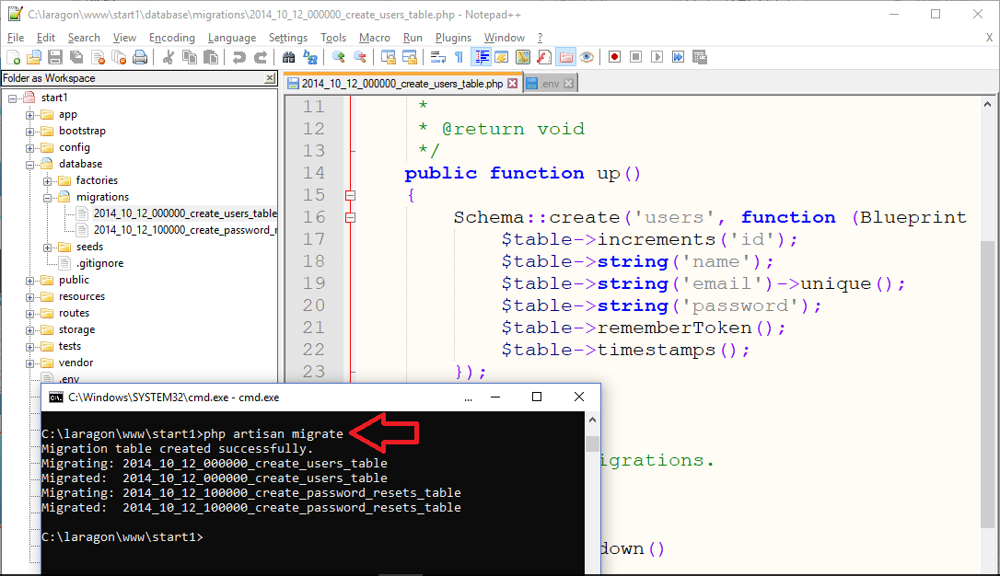 C:\laragon\www\start1\database\migrations\2014_10_12_000000_create_users_table.php - Notepad++
File Edit Search View Encoding Language Settings Tools Macro Run Plugins Window ? X
Folder as Workspace
start1
app
bootstrap
config
database
factories
migrations
2014_10_12_000000_create_users_table
2014_10_12_100000_create_password_r
seeds
.gitignore
public
resources
routes
storage
tests
vendor
.env
2014_10_12_000000_create_users_table.php .env
11 *
12 * @return void
13 */
14 public function up()
15 {
16 Schema::create('users', function (Blueprint
17 $table->increments('id');
18 $table->string('name');
19 $table->string('email')->unique();
20 $table->string('password');
21 $table->rememberToken();
22 $table->timestamps();
23 });
igrations.
down()
C:\Windows\SYSTEM32\cmd.exe - cmd.exe
C:\laragon\www\start1>php artisan migrate
Migration table created successfully.
Migrating: 2014_10_12_000000_create_users_table
Migrated:  2014_10_12_000000_create_users_table
Migrating: 2014_10_12_100000_create_password_resets_table
Migrated:  2014_10_12_100000_create_password_resets_table
C:\laragon\www\start1>